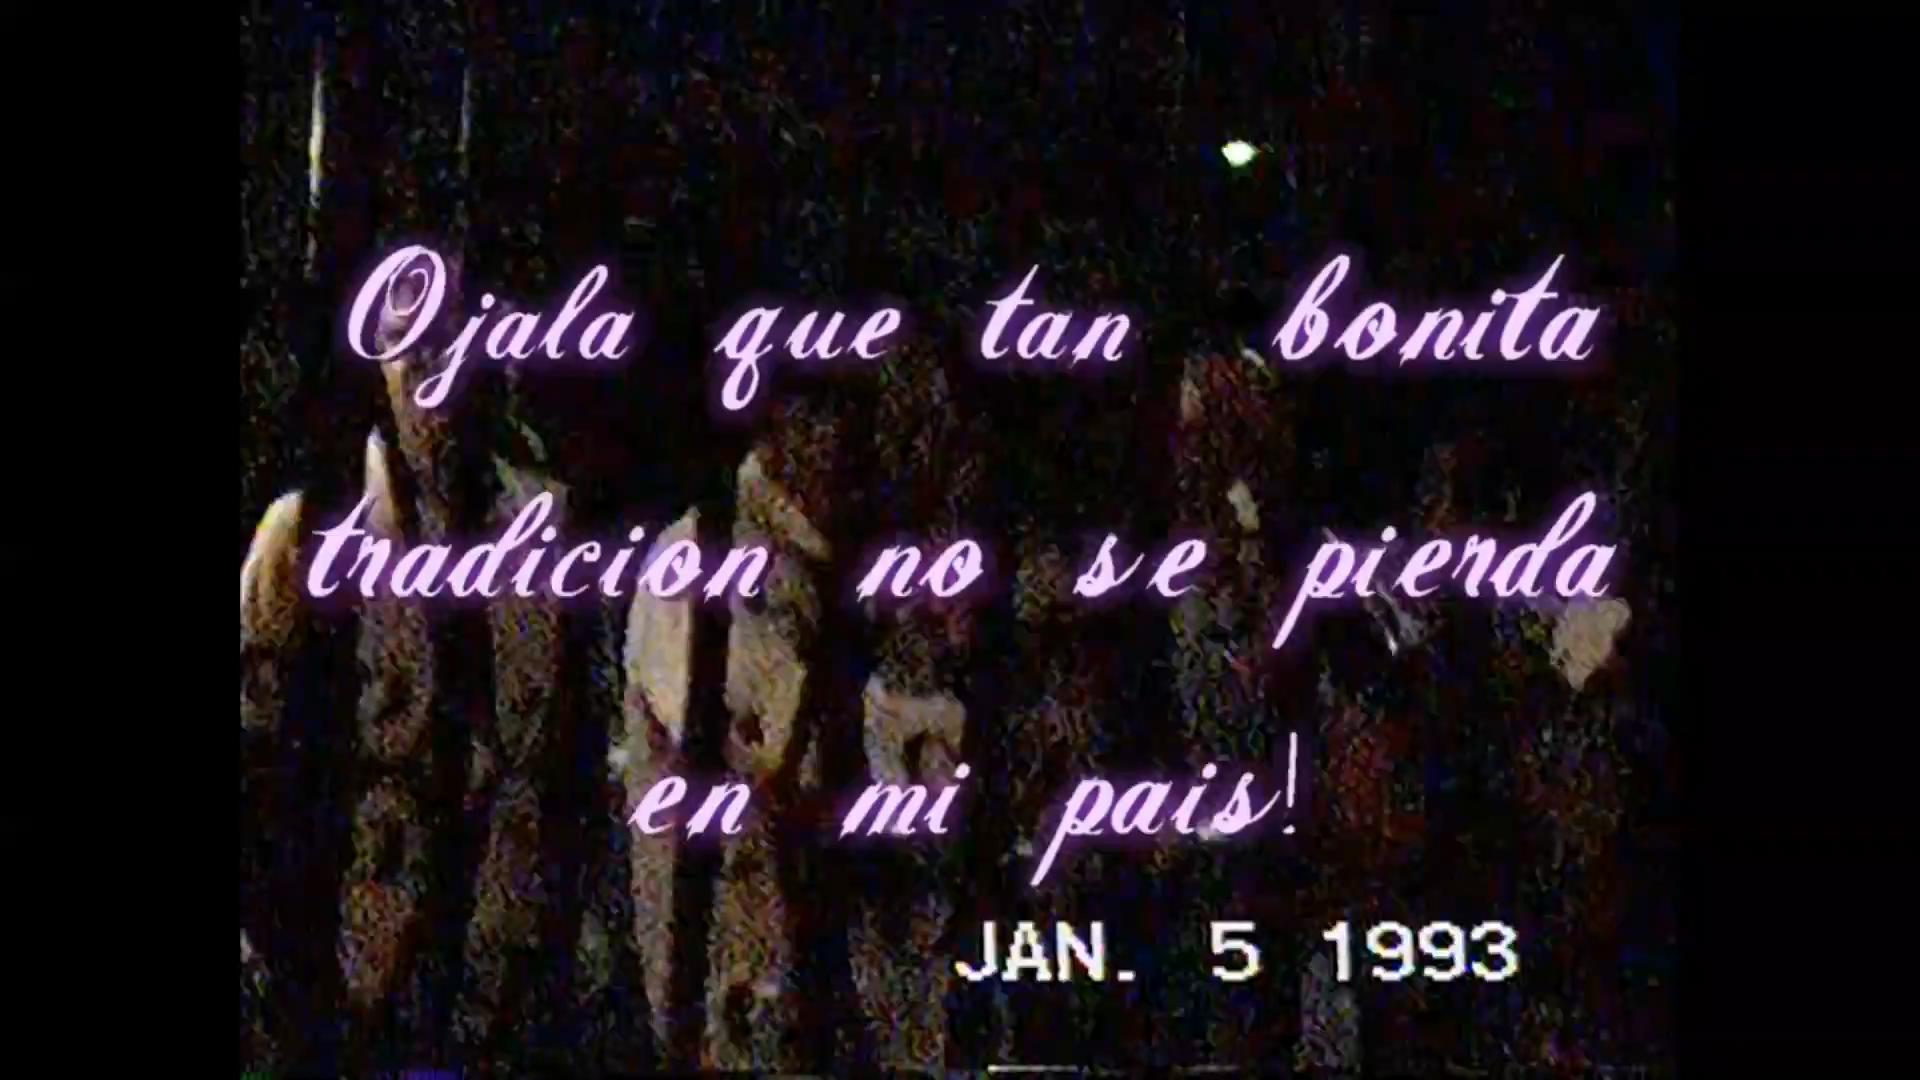 Ojala que tan bonita
tradicion no se pierda
en mi pais!
JAN. 5 1993